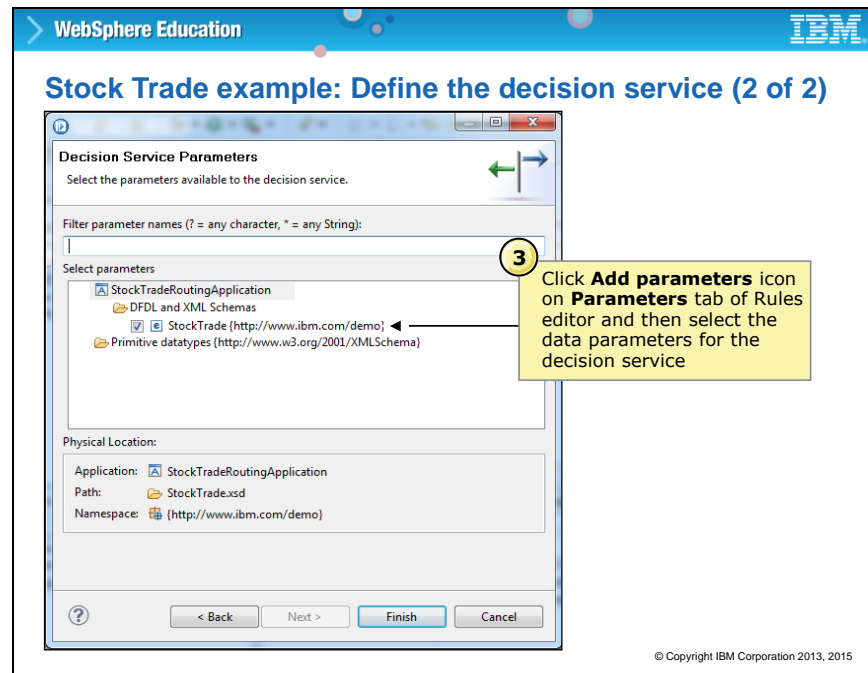 WebSphere Education
IBM.
Stock Trade example: Define the decision service (2 of 2)
Decision Service Parameters
Select the parameters available to the decision service.
Filter parameter names (? = any character, * = any String):
Select parameters
StockTradeRoutingApplication
DFDL and XML Schemas
StockTrade {http://www.ibm.com/demo}
Primitive datatypes {http://www.w3.org/2001/XMLSchema}
3
Click Add parameters icon
on Parameters tab of Rules
editor and then select the
data parameters for the
decision service
Physical Location:
Application: StockTradeRoutingApplication
Path: StockTrade.xsd
Namespace: {http://www.ibm.com/demo}
< Back Next > Finish Cancel
© Copyright IBM Corporation 2013, 2015